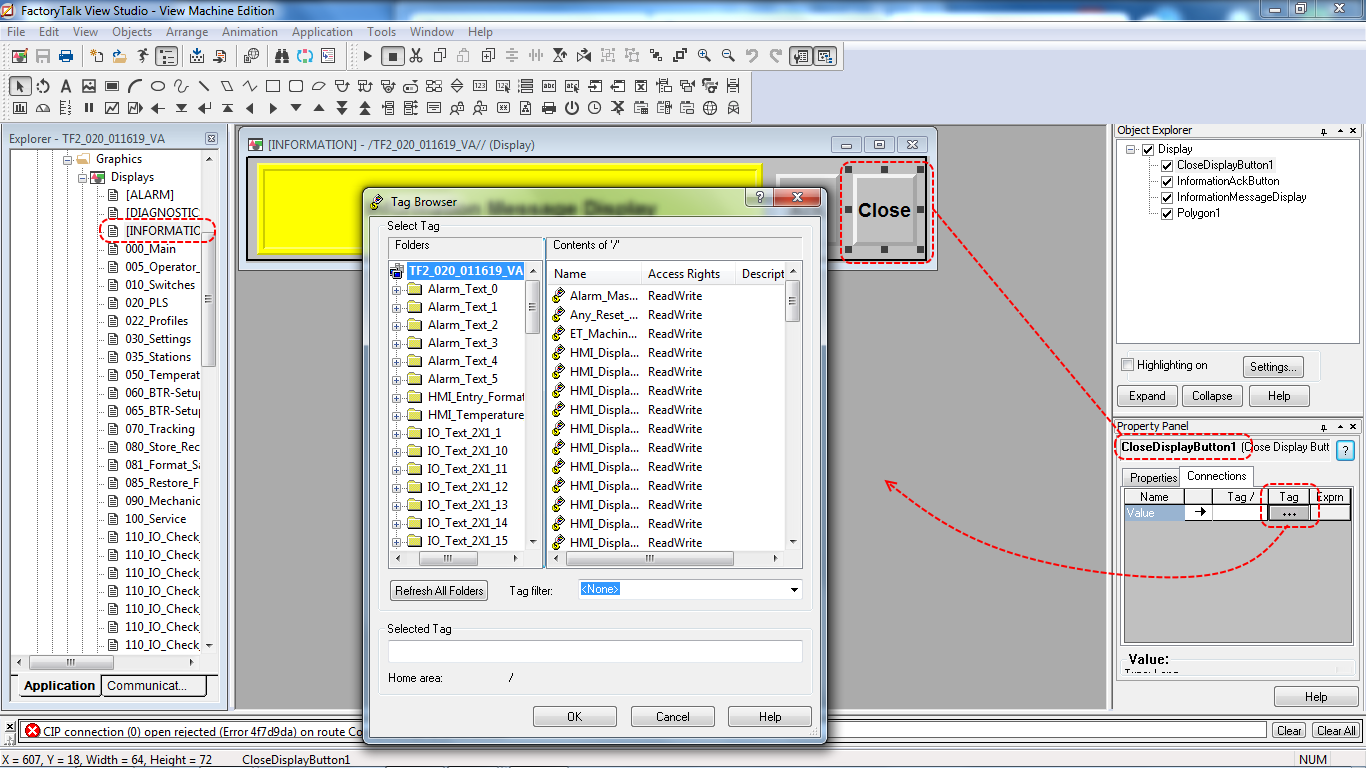 FactoryTalk View Studio - View Machine Edition
File Edit View Objects Arrange Animation Application Tools Window Help
Explorer - TF2_020_011619_VA
Graphics
Displays
[ALARM]
[DIAGNOSTIC
[INFORMATIO
000_Main
005_Operator_
010_Switches
020_PLS
022_Profiles
030_Settings
035_Stations
050_Temperat
060_BTR-Setu
065_BTR-Setu
070_Tracking
080_Store_Rec
081_Format_Sa
085_Restore_F
090_Mechanic
100_Service
110_IO_Check
110_IO_Check
110_IO_Check
110_IO_Check
110_IO_Check
110_IO_Check
110_IO_Check
Application Communicat...
[INFORMATION] - /TF2_020_011619_VA// (Display)
Information Message Display
Close
Tag Browser
Select Tag
Folders
TF2_020_011619_VA
Alarm_Text_0
Alarm_Text_1
Alarm_Text_2
Alarm_Text_3
Alarm_Text_4
Alarm_Text_5
HMI_Entry_Format
HMI_Temperature
IO_Text_2X1_1
IO_Text_2X1_10
IO_Text_2X1_11
IO_Text_2X1_12
IO_Text_2X1_13
IO_Text_2X1_14
IO_Text_2X1_15
Contents of '/'
Name Access Rights Descript
Alarm_Mas... ReadWrite
Any_Reset_... ReadWrite
ET_Machin... ReadWrite
HMI_Displa... ReadWrite
HMI_Displa... ReadWrite
HMI_Displa... ReadWrite
HMI_Displa... ReadWrite
HMI_Displa... ReadWrite
HMI_Displa... ReadWrite
HMI_Displa... ReadWrite
HMI_Displa... ReadWrite
HMI_Displa... ReadWrite
HMI_Displa... ReadWrite
HMI_Displa... ReadWrite
Refresh All Folders Tag filter: <None>
Selected Tag
Home area: /
OK Cancel Help
Object Explorer
Display
CloseDisplayButton1
InformationAckButton
InformationMessageDisplay
Polygon1
Highlighting on Settings...
Expand Collapse Help
Property Panel
CloseDisplayButton1 (Close Display Butt
?
Properties Connections
Name Tag / Tag Exprn
Value ...
Value:
Help
CIP connection (0) open rejected (Error 4f7d9da) on route Co
Clear Clear All
X = 607, Y = 18, Width = 64, Height = 72 CloseDisplayButton1 NUM